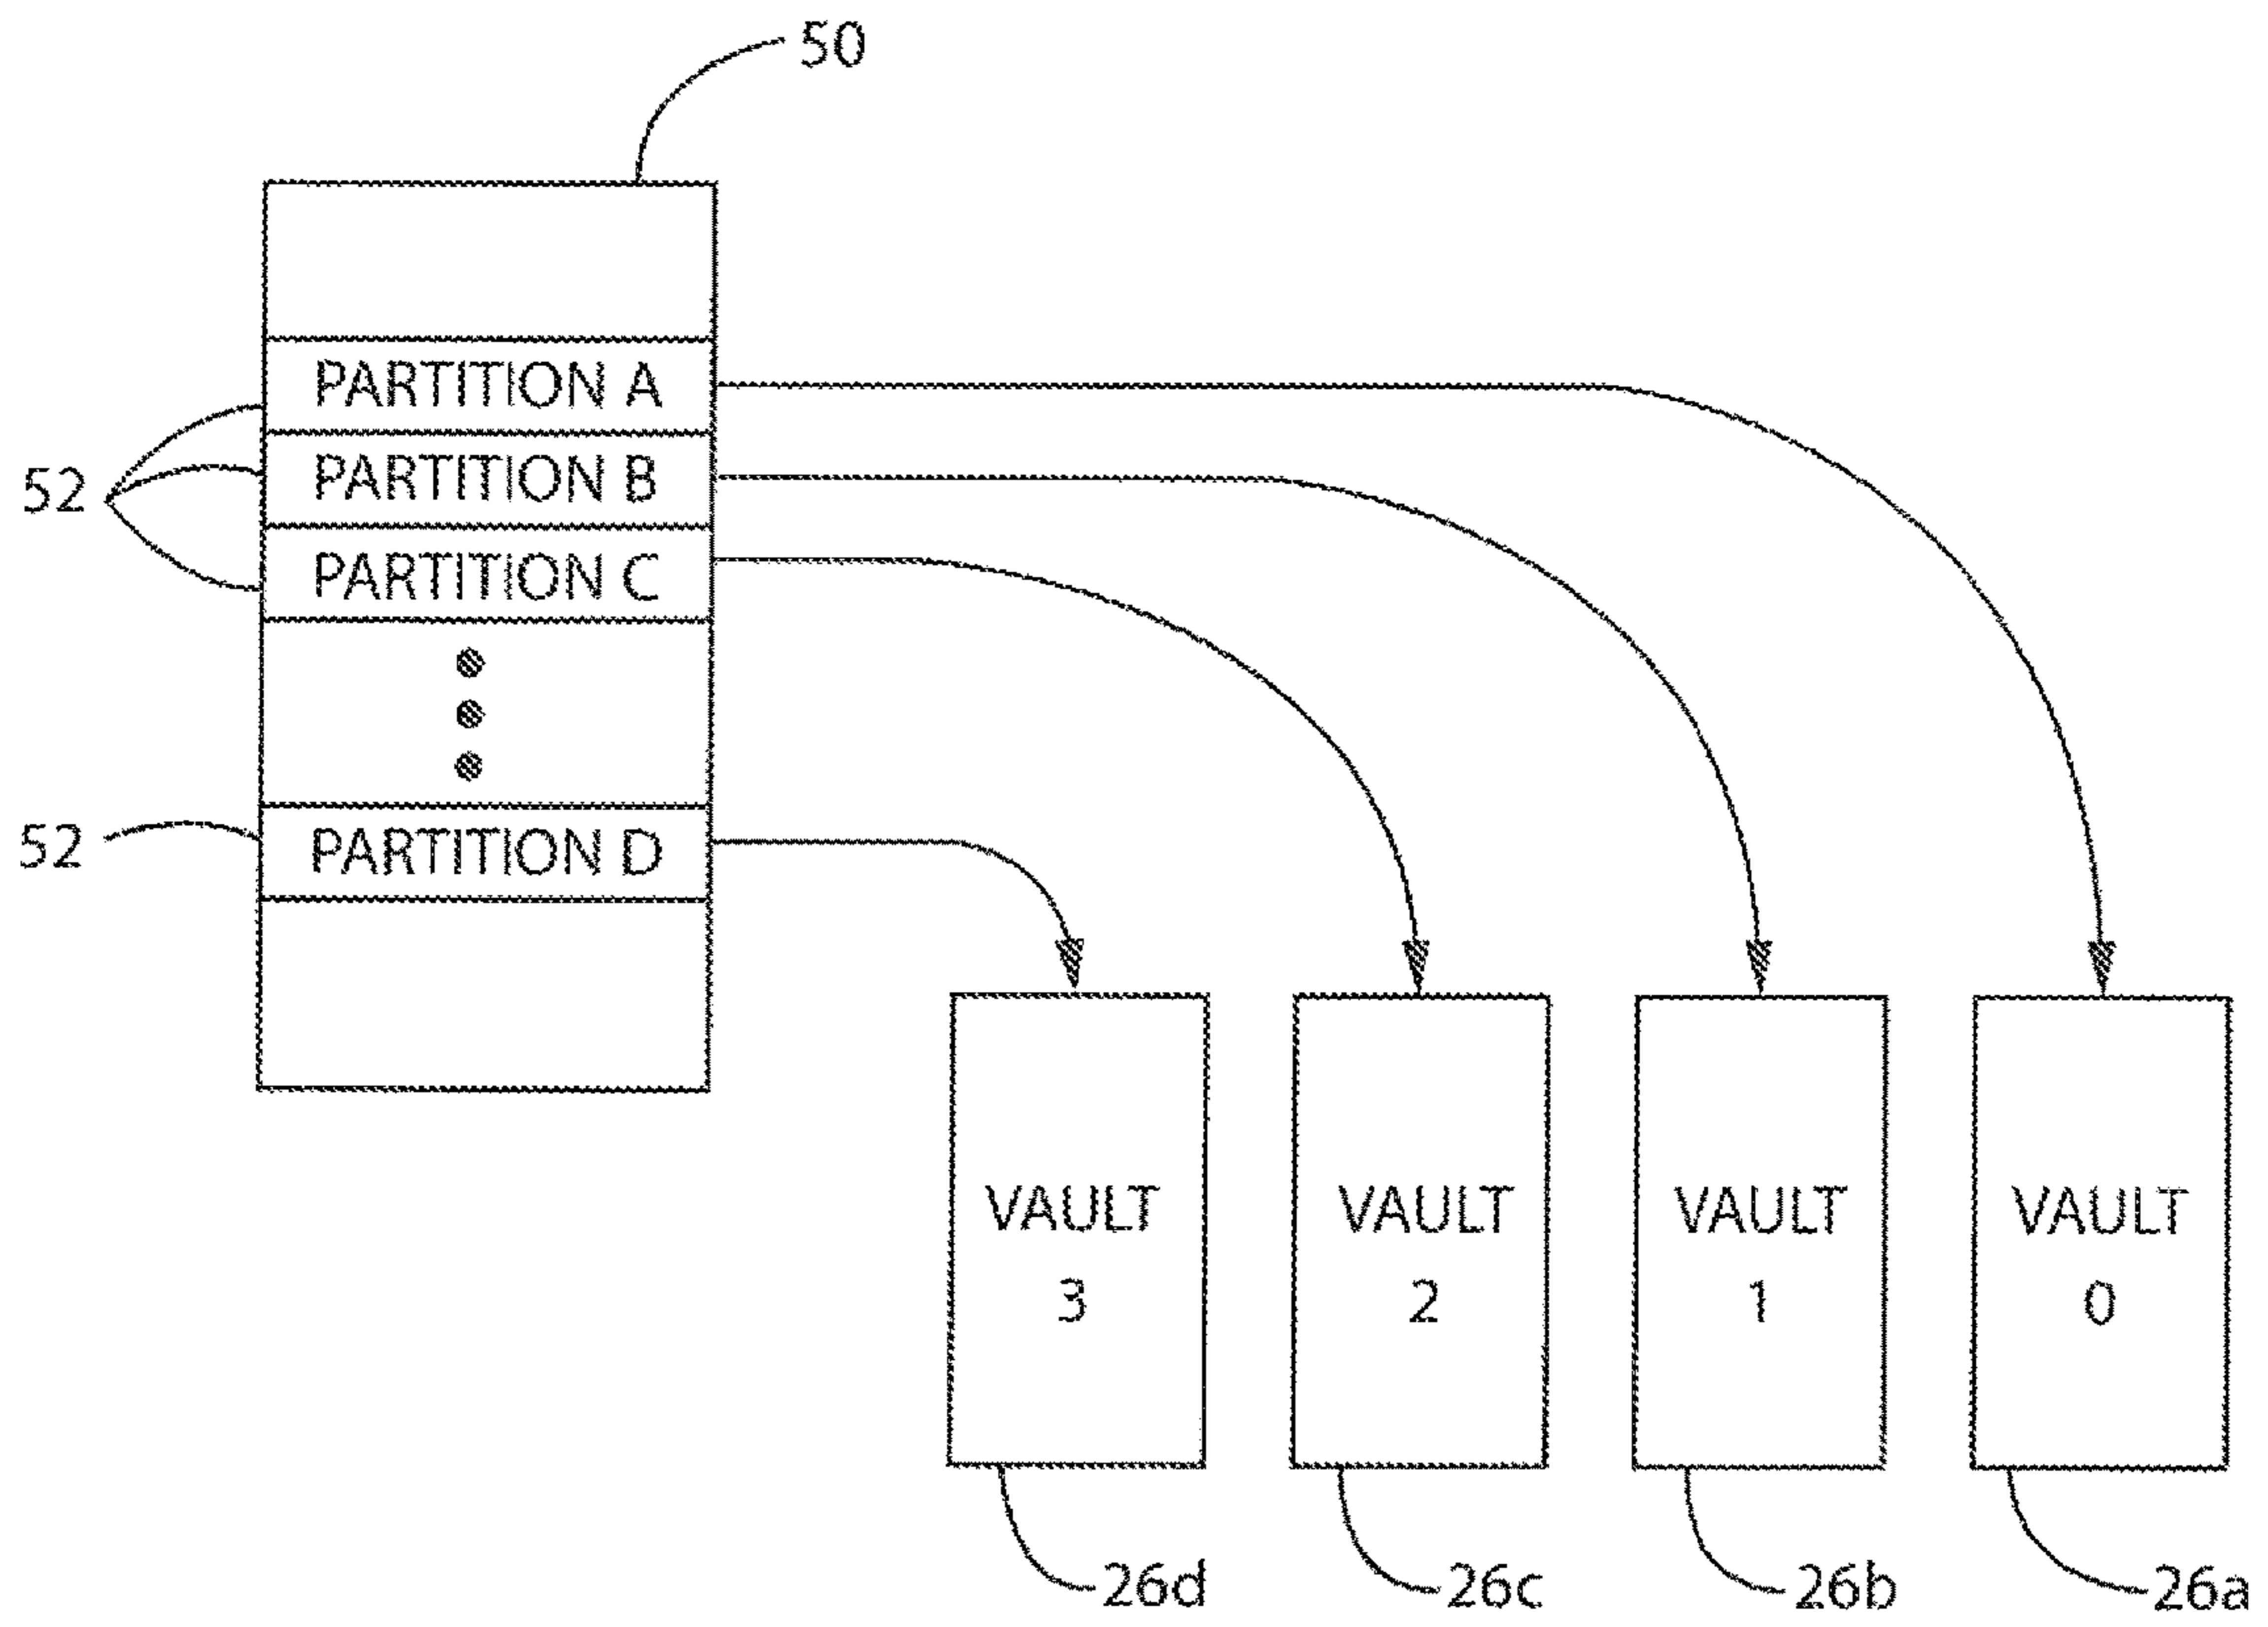 50
PARTITION A
52
PARTITION B
PARTITION C
52
PARTITION D
VAULT
3
VAULT
2
VAULT
1
VAULT
0
26d
26c
26b
26a